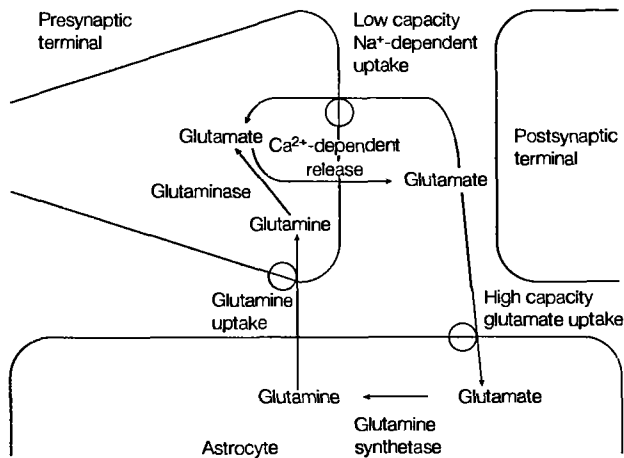 Presynaptic
terminal
Low capacity
Na⁺-dependent
uptake
Glutamate
Ca²⁺-dependent
release
Glutamate
Postsynaptic
terminal
Glutaminase
Glutamine
Glutamine
uptake
High capacity
glutamate uptake
Glutamine
Glutamate
Glutamine
synthetase
Astrocyte